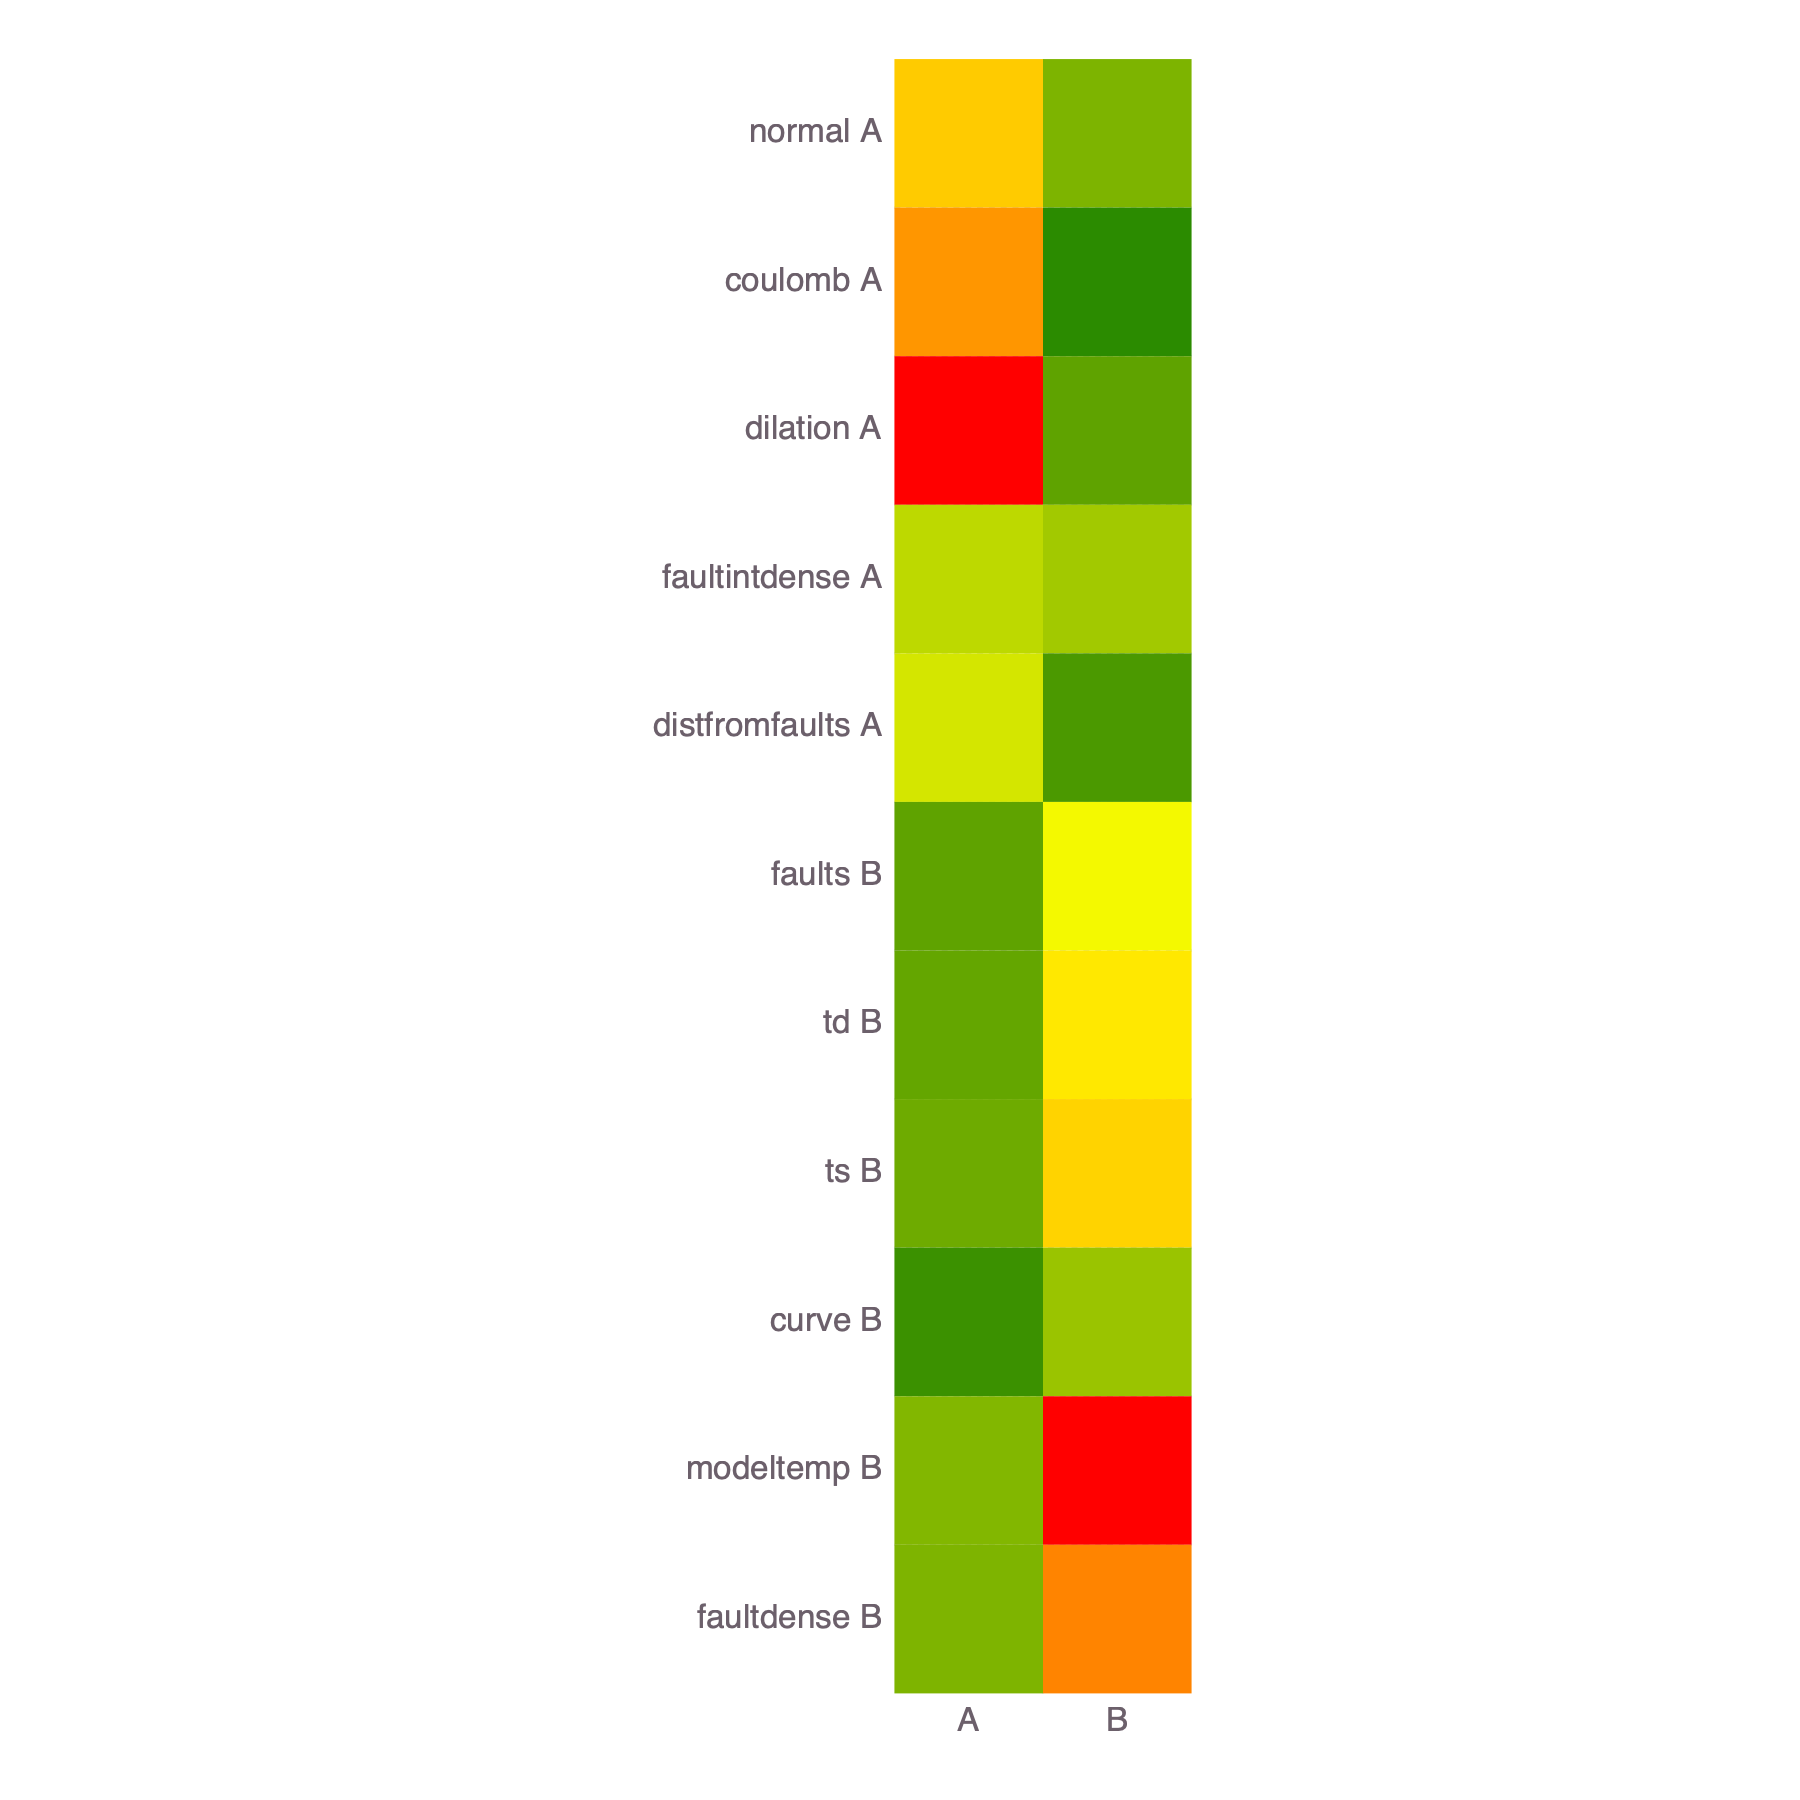 normal A
coulomb A
dilation A
faultintdense A
distfromfaults A
faults B
td B
ts B
curve B
modeltemp B
faultdense B
A B